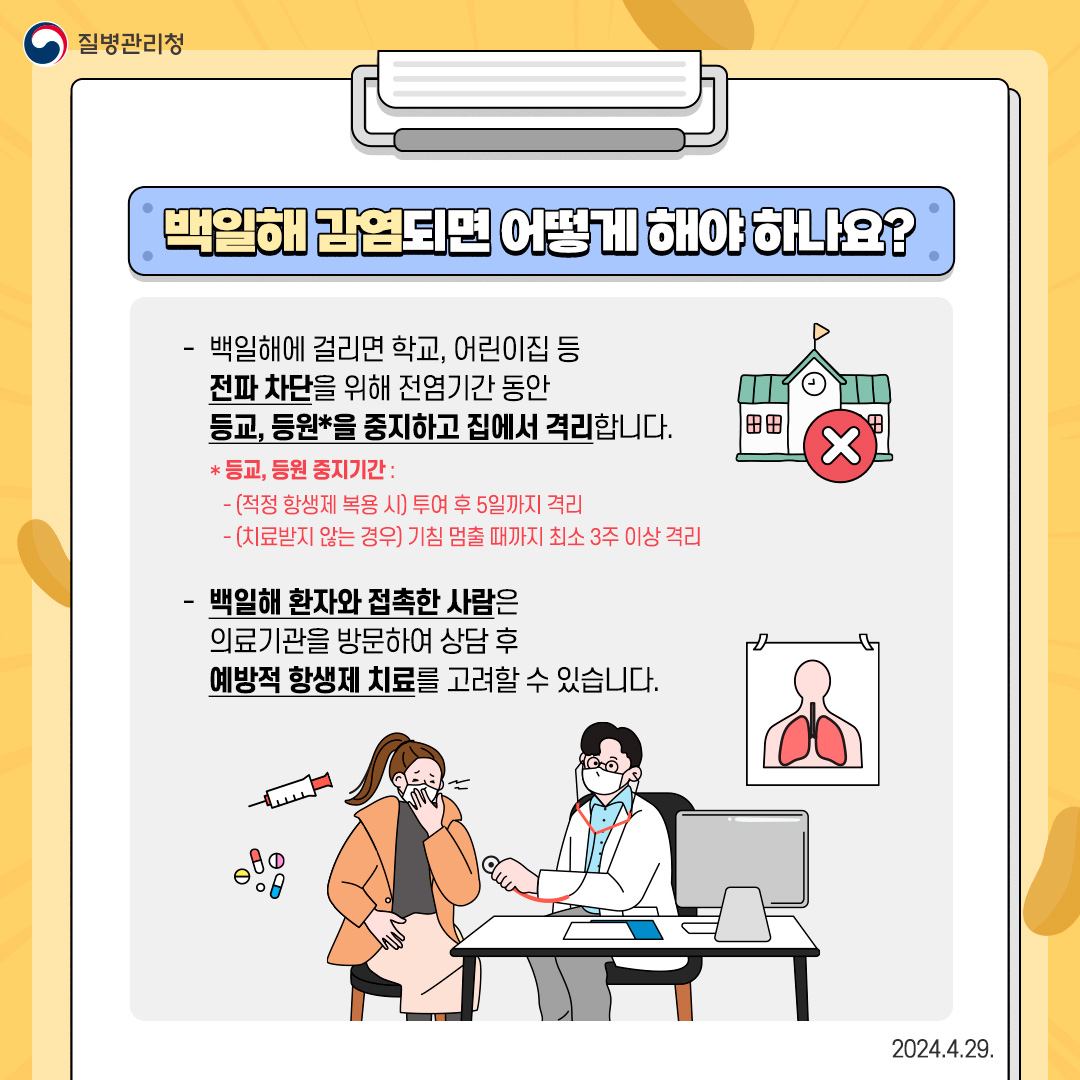 질병관리청
백일해 감염되면 어떻게 해야 하나요?
- 백일해에 걸리면 학교, 어린이집 등
전파 차단을 위해 전염기간 동안
등교, 등원*을 중지하고 집에서 격리합니다.
* 등교, 등원 중지기간 :
- (적정 항생제 복용 시) 투여 후 5일까지 격리
- (치료받지 않는 경우) 기침 멈출 때까지 최소 3주 이상 격리
- 백일해 환자와 접촉한 사람은
의료기관을 방문하여 상담 후
예방적 항생제 치료를 고려할 수 있습니다.
2024.4.29.